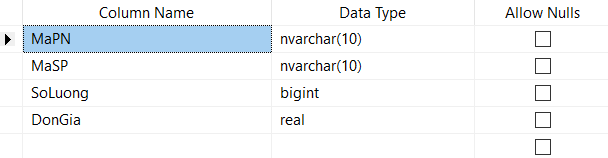 Column Name Data Type Allow Nulls
MaPN nvarchar(10)
MaSP nvarchar(10)
SoLuong bigint
DonGia real